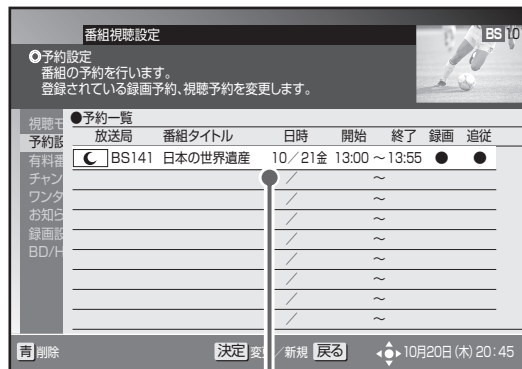 番組視聴設定
BS 10
予約設定
番組の予約を行います。
登録されている録画予約、視聴予約を変更します。
視聴モ
予約設
有料番
チャン
ワンタ
お知ら
録画設
BD/H
●予約一覧
放送局 番組タイトル 日時 開始 終了 録画 追従
BS141 日本の世界遺産 10/21金 13:00 ～13:55 ● ●
/ ～
/ ～
/ ～
/ ～
/ ～
/ ～
/ ～
/ ～
青 削除 決定 変更/新規 戻る 10月20日(木) 20:45